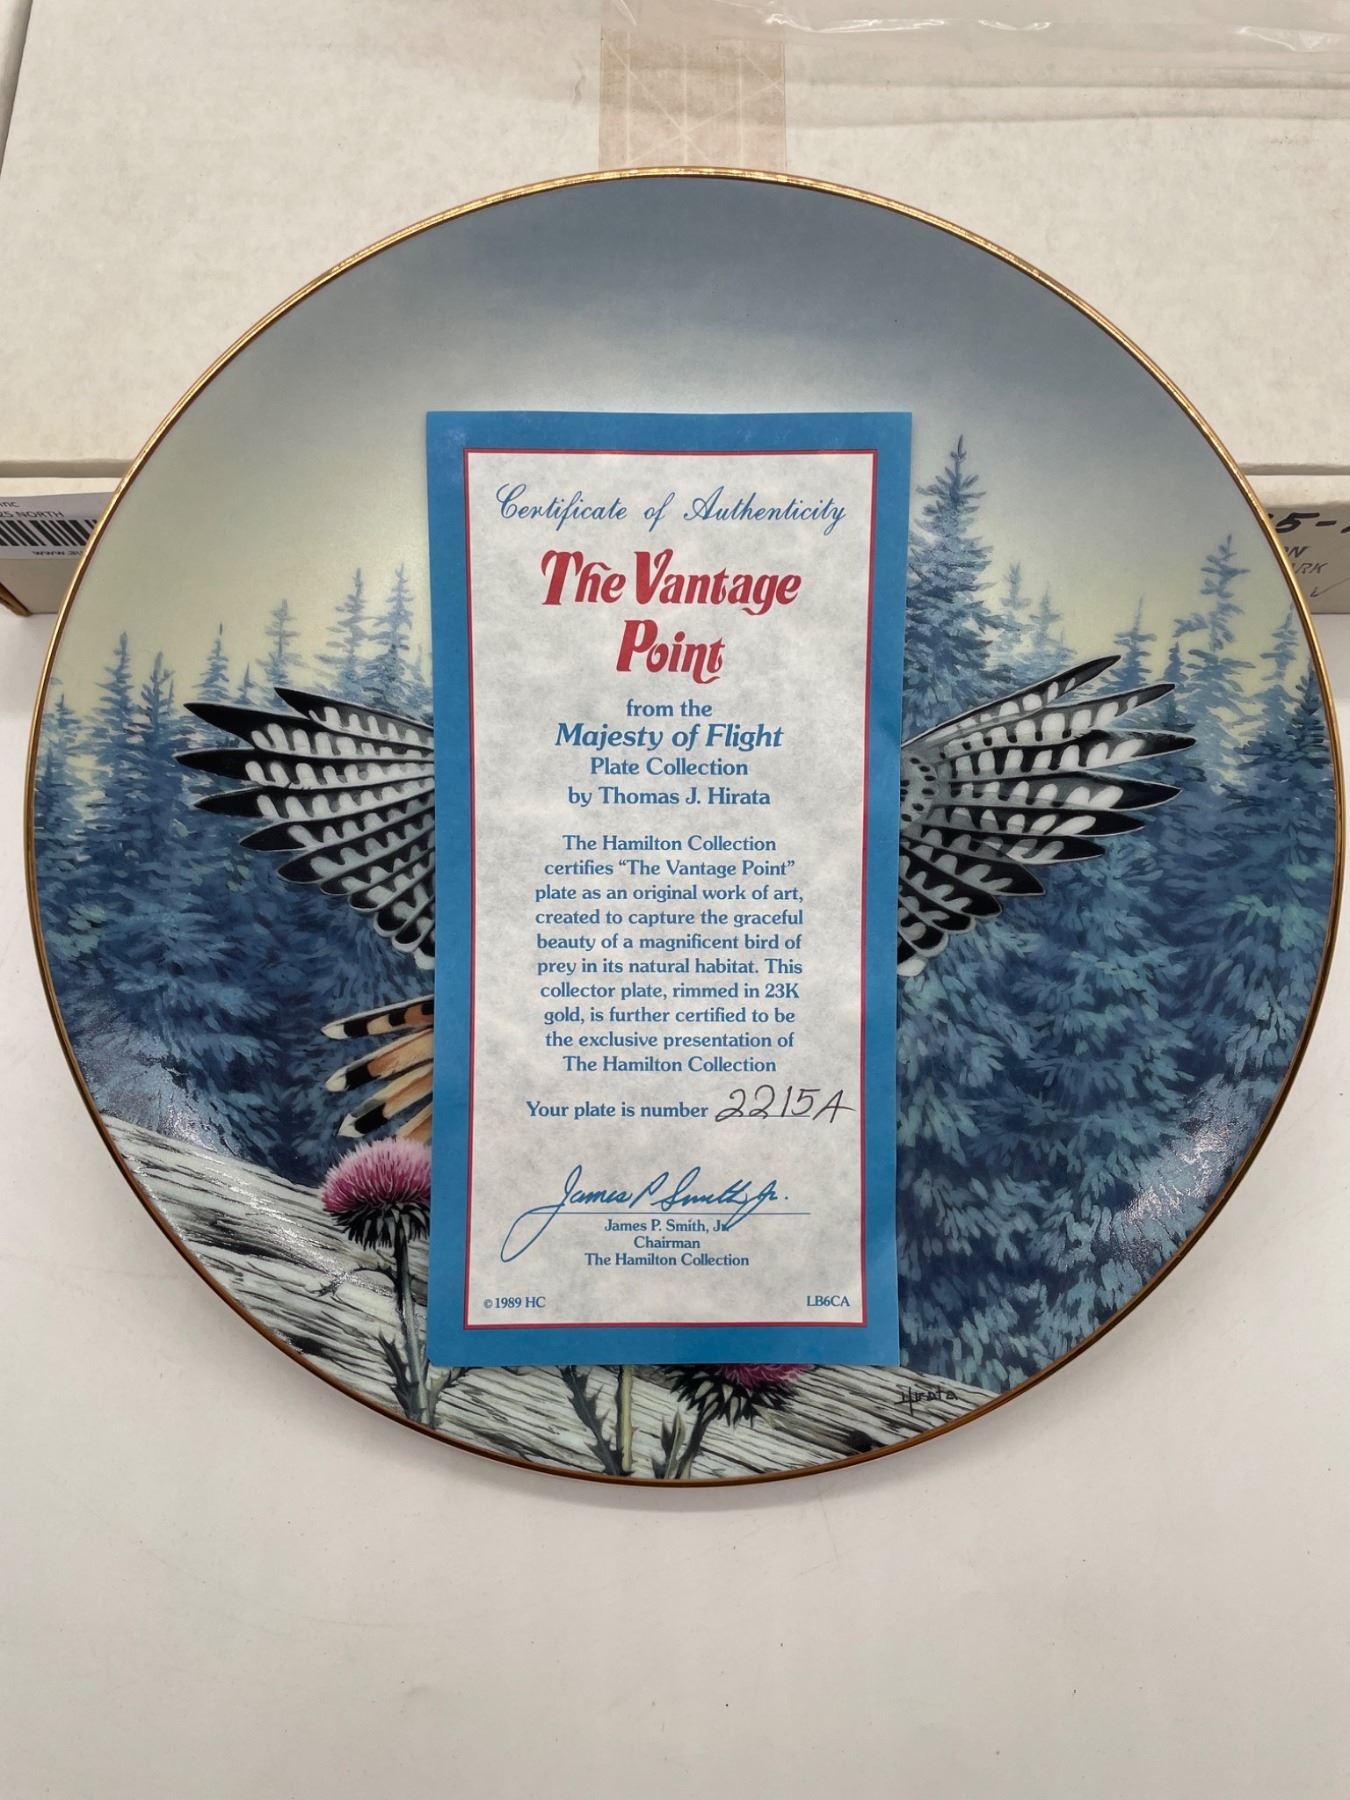 Certificate of Authenticity
The Vantage
Point
from the
Majesty of Flight
Plate Collection
by Thomas J. Hirata
The Hamilton Collection
certifies “The Vantage Point”
plate as an original work of art,
created to capture the graceful
beauty of a magnificent bird of
prey in its natural habitat. This
collector plate, rimmed in 23K
gold, is further certified to be
the exclusive presentation of
The Hamilton Collection
Your plate is number 2215A
James P. Smith, Jr.
James P. Smith, Jr.
Chairman
The Hamilton Collection
© 1989 HC LB6CA
Hirata
NORTH